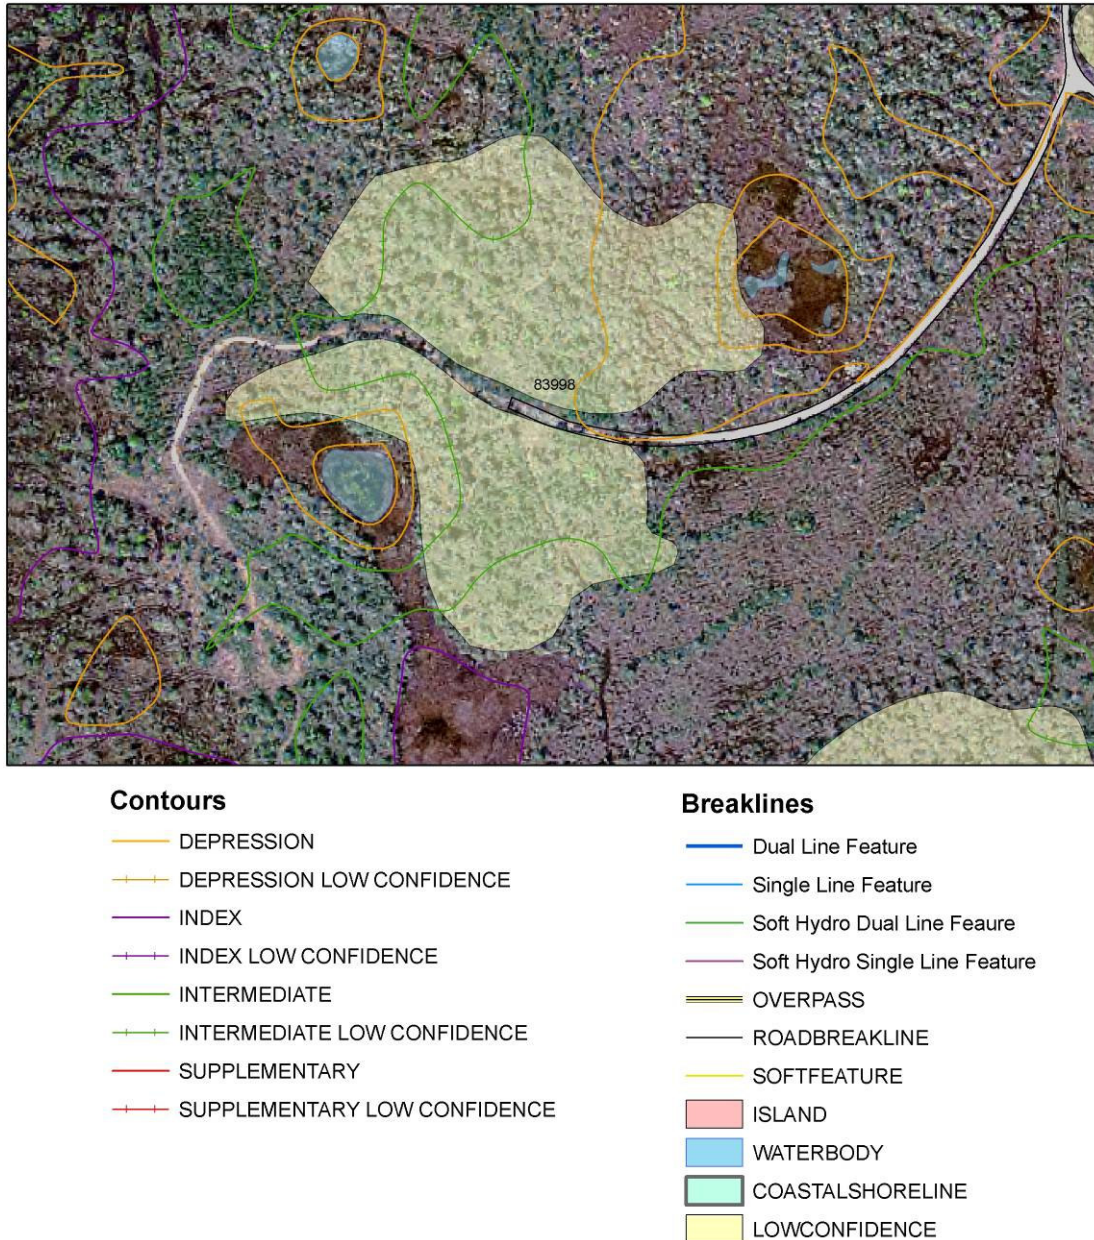 83998
Contours
DEPRESSION
DEPRESSION LOW CONFIDENCE
INDEX
INDEX LOW CONFIDENCE
INTERMEDIATE
INTERMEDIATE LOW CONFIDENCE
SUPPLEMENTARY
SUPPLEMENTARY LOW CONFIDENCE
Breaklines
Dual Line Feature
Single Line Feature
Soft Hydro Dual Line Feaure
Soft Hydro Single Line Feature
OVERPASS
ROADBREAKLINE
SOFTFEATURE
ISLAND
WATERBODY
COASTALSHORELINE
LOWCONFIDENCE